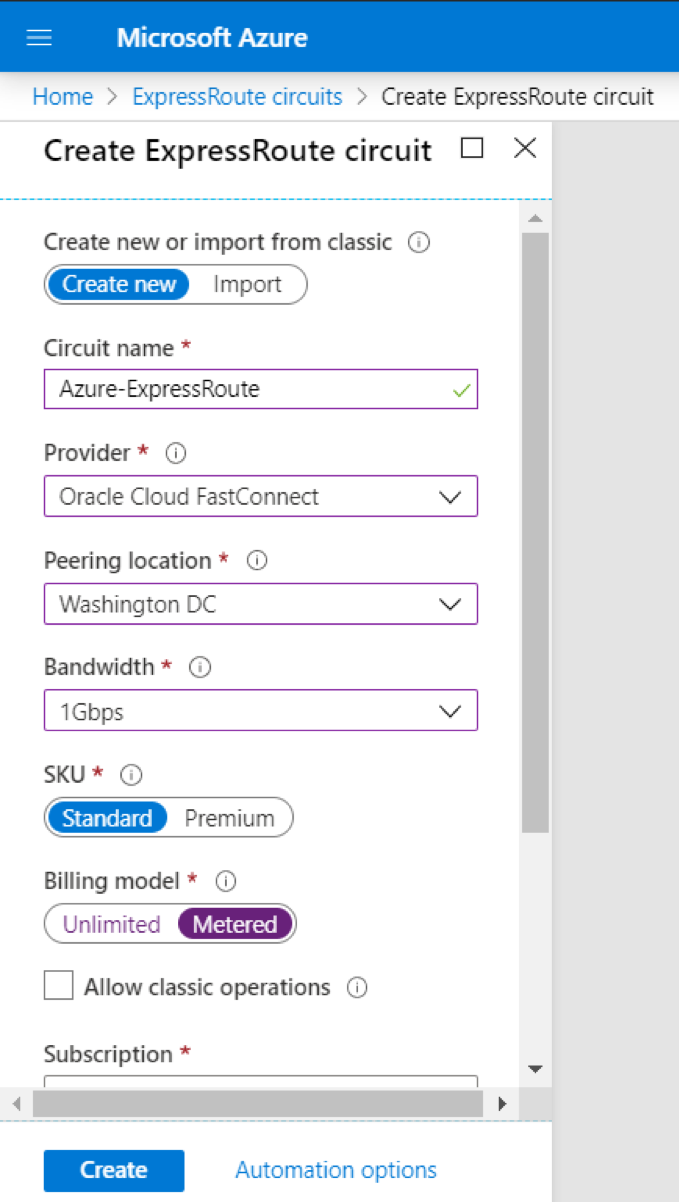 Microsoft Azure
Home > ExpressRoute circuits > Create ExpressRoute circuit
Create ExpressRoute circuit
Create new or import from classic
Create new Import
Circuit name *
Azure-ExpressRoute
Provider *
Oracle Cloud FastConnect
Peering location *
Washington DC
Bandwidth *
1Gbps
SKU *
Standard Premium
Billing model *
Unlimited Metered
Allow classic operations
Subscription *
Create Automation options